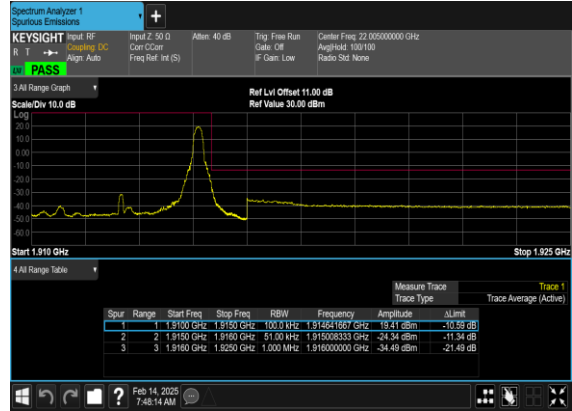 Spectrum Analyzer 1
Spurious Emissions
KEYSIGHT Input: RF Input Z: 50 Ω Atten: 40 dB Trig: Free Run Center Freq: 22.005000000 GHz
R T Coupling: DC Corr CCorr Gate: Off Avg|Hold: 100/100
Align: Auto Freq Ref: Int (S) IF Gain: Low Radio Std: None
PASS
3 All Range Graph
Ref Lvl Offset 11.00 dB
Scale/Div 10.0 dB Ref Value 30.00 dBm
Log
20.0
10.0
0.00
-10.0
-20.0
-30.0
-40.0
-50.0
-60.0
Start 1.910 GHz Stop 1.925 GHz
4 All Range Table
Measure Trace Trace 1
Trace Type Trace Average (Active)
Spur Range Start Freq Stop Freq RBW Frequency Amplitude ΔLimit
1 1 1.9100 GHz 1.9150 GHz 100.0 kHz 1.914641667 GHz 19.41 dBm -10.59 dB
2 2 1.9150 GHz 1.9160 GHz 51.00 kHz 1.915008333 GHz -24.34 dBm -11.34 dB
3 3 1.9160 GHz 1.9250 GHz 1.000 MHz 1.916000000 GHz -34.49 dBm -21.49 dB
? Feb 14, 2025
7:48:14 AM